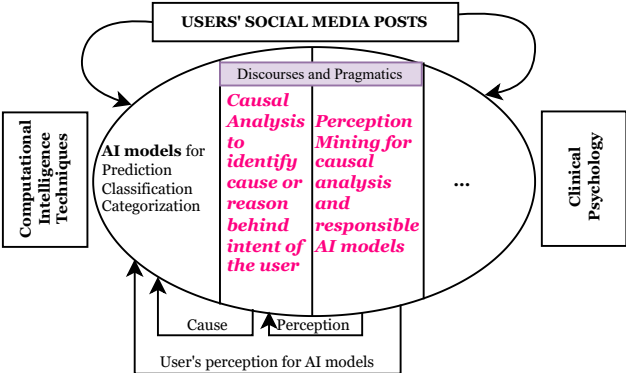 USERS' SOCIAL MEDIA POSTS
Discourses and Pragmatics
Computational
Intelligence
Techniques
AI models for
Prediction
Classification
Categorization
Causal
Analysis
to
identify
cause or
reason
behind
intent of
the user
Perception
Mining for
causal
analysis
and
responsible
AI models
...
Clinical
Psychology
Cause
Perception
User's perception for AI models